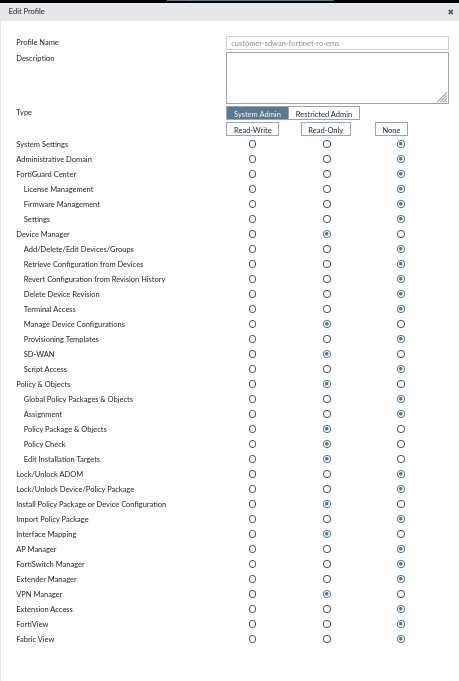 Edit Profile
Profile Name customer-sdwan-fortinet-ro-ems
Description
Type System Admin Restricted Admin
Read-Write Read-Only None
System Settings
Administrative Domain
FortiGuard Center
License Management
Firmware Management
Settings
Device Manager
Add/Delete/Edit Devices/Groups
Retrieve Configuration from Devices
Revert Configuration from Revision History
Delete Device Revision
Terminal Access
Manage Device Configurations
Provisioning Templates
SD-WAN
Script Access
Policy & Objects
Global Policy Packages & Objects
Assignment
Policy Package & Objects
Policy Check
Edit Installation Targets
Lock/Unlock ADOM
Lock/Unlock Device/Policy Package
Install Policy Package or Device Configuration
Import Policy Package
Interface Mapping
AP Manager
FortiSwitch Manager
Extender Manager
VPN Manager
Extension Access
FortiView
Fabric View